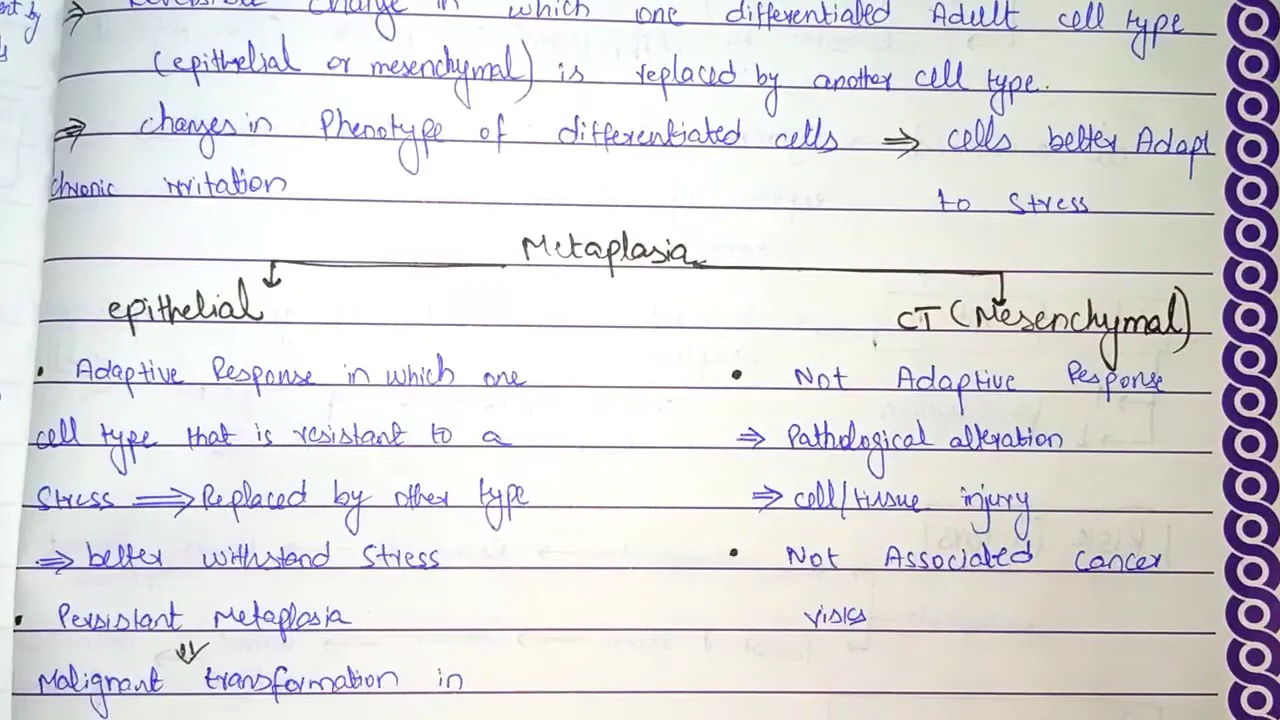 ent by
⇒ Reversible change in which one differentiated Adult cell type
(epithelial or mesenchymal) is replaced by another cell type.
⇒ changes in Phenotype of differentiated cells ⇒ cells better Adapt
chronic irritation to stress
Metaplasia
epithelial CT (Mesenchymal)
• Adaptive Response in which one
cell type that is resistant to a
Stress ⇒ Replaced by other type
⇒ better withstand stress
• Persistant Metaplasia
Malignant transformation in
• Not Adaptive Response
⇒ Pathological alteration
⇒ cell/tissue injury
• Not Associated cancer
risks